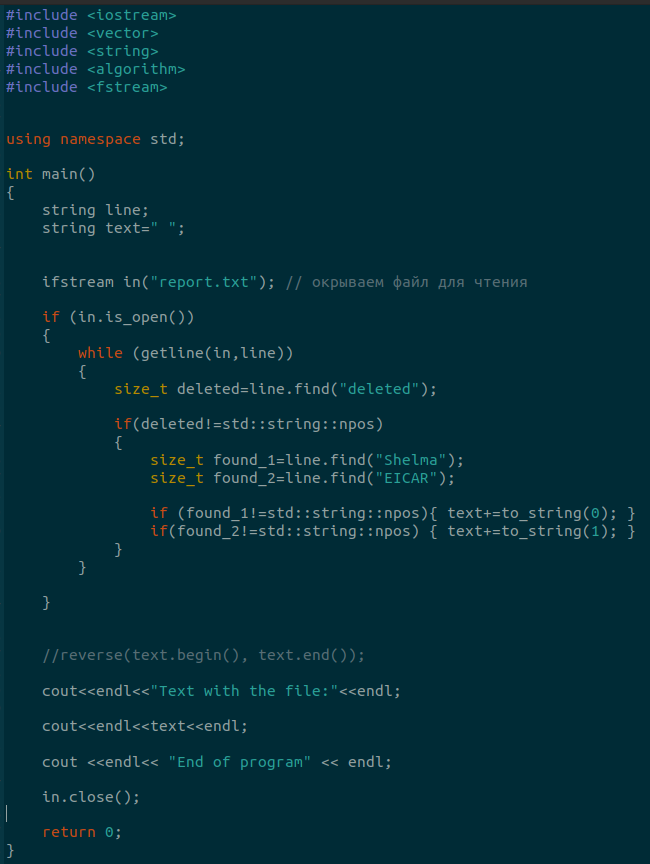 #include <iostream>
#include <vector>
#include <string>
#include <algorithm>
#include <fstream>
using namespace std;
int main()
{
    string line;
    string text=" ";
    ifstream in("report.txt"); // окрываем файл для чтения
    if (in.is_open())
    {
        while (getline(in,line))
        {
            size_t deleted=line.find("deleted");
            if(deleted!=std::string::npos)
            {
                size_t found_1=line.find("Shelma");
                size_t found_2=line.find("EICAR");
                if (found_1!=std::string::npos){ text+=to_string(0); }
                if(found_2!=std::string::npos) { text+=to_string(1); }
            }
        }
    }
    //reverse(text.begin(), text.end());
    cout<<endl<<"Text with the file:"<<endl;
    cout<<endl<<text<<endl;
    cout <<endl<< "End of program" << endl;
    in.close();
    return 0;
}